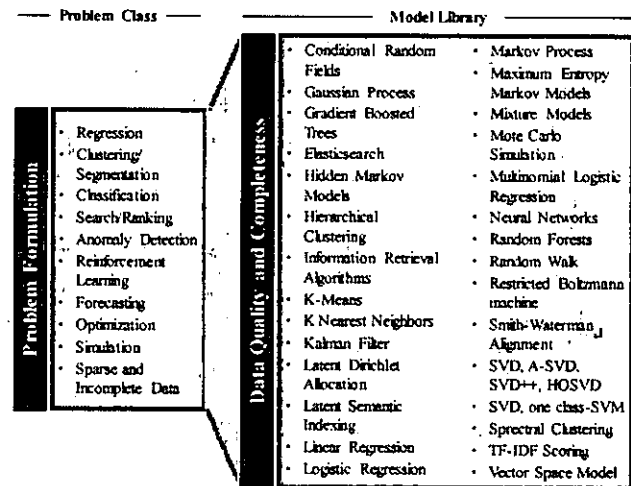 Problem Class
Model Library
Problem Formulation
• Regression
• Clustering/
Segmentation
• Classification
• Search/Ranking
• Anomaly Detection
• Reinforcement
Learning
• Forecasting
• Optimization
• Simulation
• Sparse and
Incomplete Data
Data Quality and Completeness
• Conditional Random
Fields
• Gaussian Process
• Gradient Boosted
Trees
• Elasticsearch
• Hidden Markov
Models
• Hierarchical
Clustering
• Information Retrieval
Algorithms
• K-Means
• K Nearest Neighbors
• Kalman Filter
• Latent Dirichlet
Allocation
• Latent Semantic
Indexing
• Linear Regression
• Logistic Regression
• Markov Process
• Maximum Entropy
Markov Models
• Mixture Models
• Mote Carlo
Simulation
• Multinomial Logistic
Regression
• Neural Networks
• Random Forests
• Random Walk
• Restricted Boltzmann
machine
• Smith-Waterman
Alignment
• SVD, A-SVD,
SVD++, HOSVD
• SVD, one class-SVM
• Sprectral Clustering
• TF-IDF Scoring
• Vector Space Model